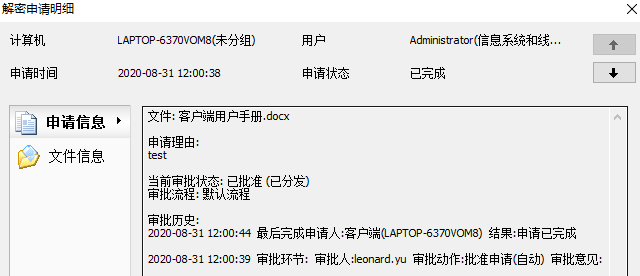 解密申请明细
计算机 LAPTOP-6370VOM8(未分组) 用户 Administrator(信息系统和线...
申请时间 2020-08-31 12:00:38 申请状态 已完成
申请信息
文件信息
文件: 客户端用户手册.docx
申请理由:
test
当前审批状态: 已批准 (已分发)
审批流程: 默认流程
审批历史:
2020-08-31 12:00:44 最后完成申请人:客户端(LAPTOP-6370VOM8) 结果:申请已完成
2020-08-31 12:00:39 审批环节: 审批人:leonard.yu 审批动作:批准申请(自动) 审批意见: